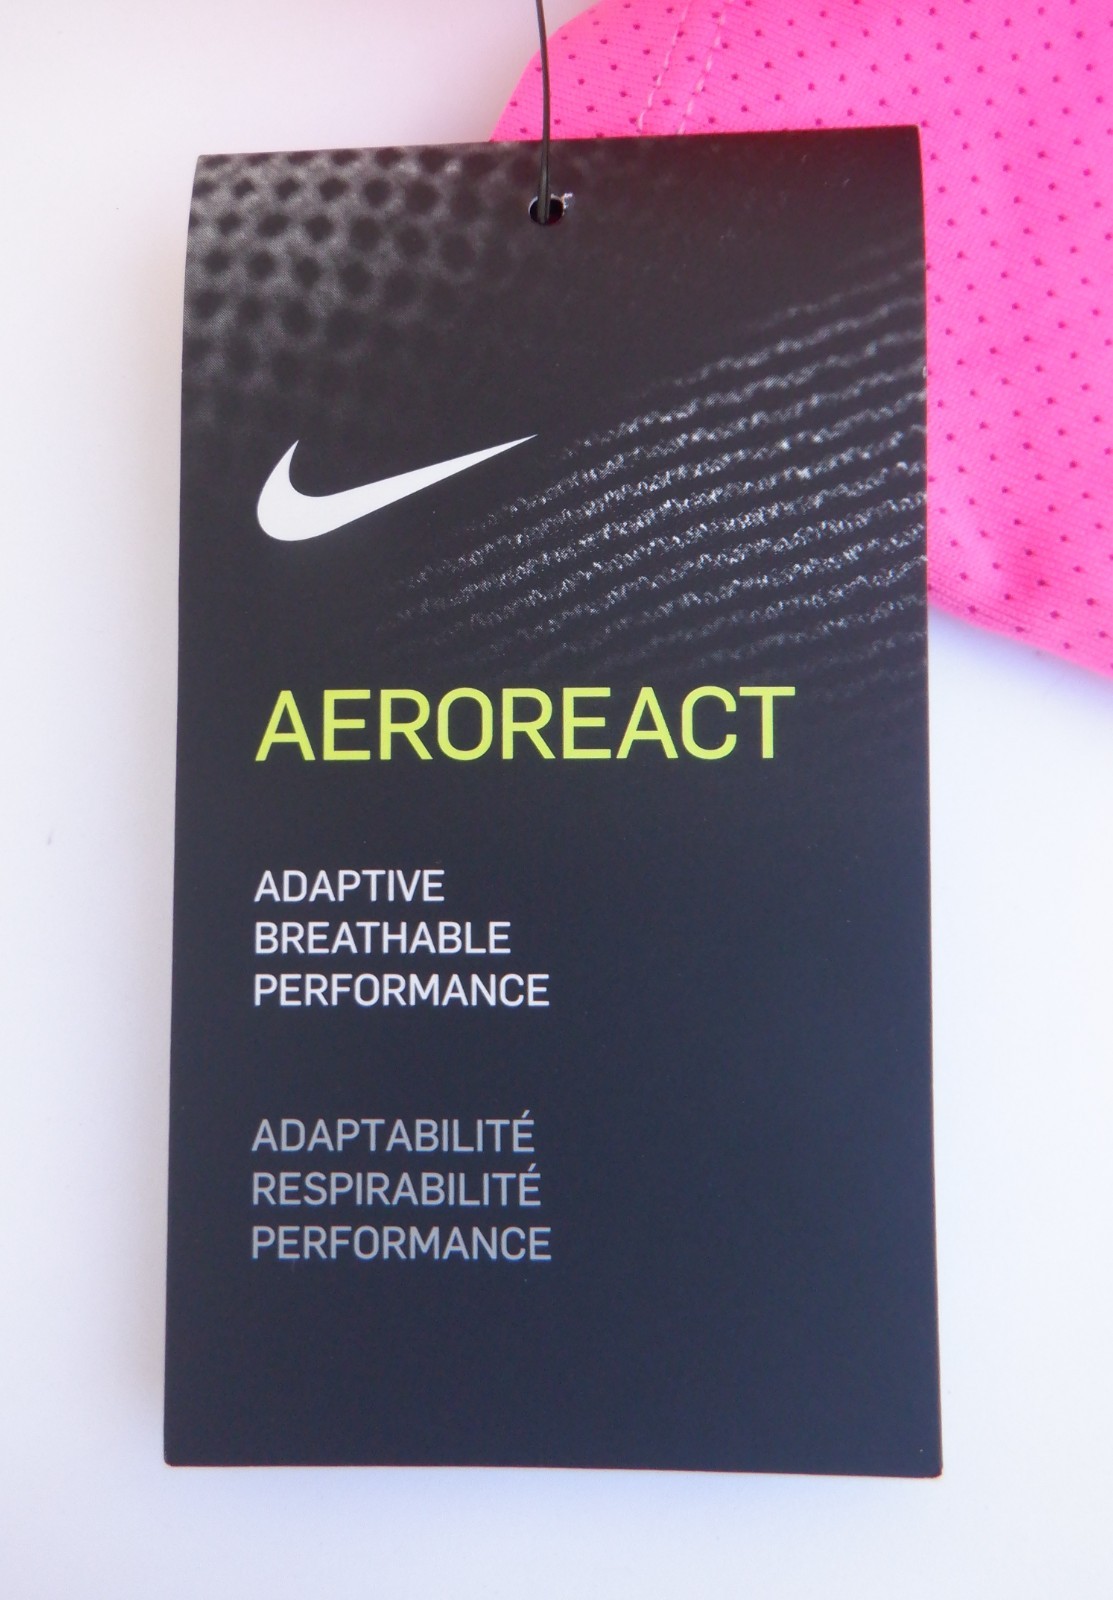 AEROREACT
ADAPTIVE
BREATHABLE
PERFORMANCE
ADAPTABILITÉ
RESPIRABILITÉ
PERFORMANCE